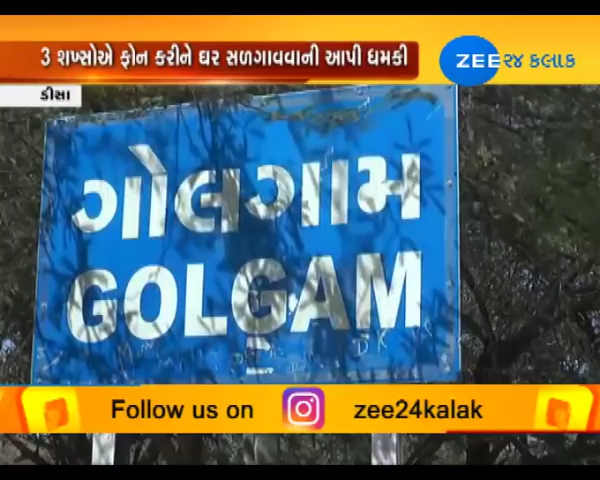 3 શખ્સોએ ફોન કરીને ઘર સળગાવવાની આપી ધમકી
ZEE ૨૪ કલાક
ડીસા
ગોલગામ
GOLGAM
Follow us on zee24kalak